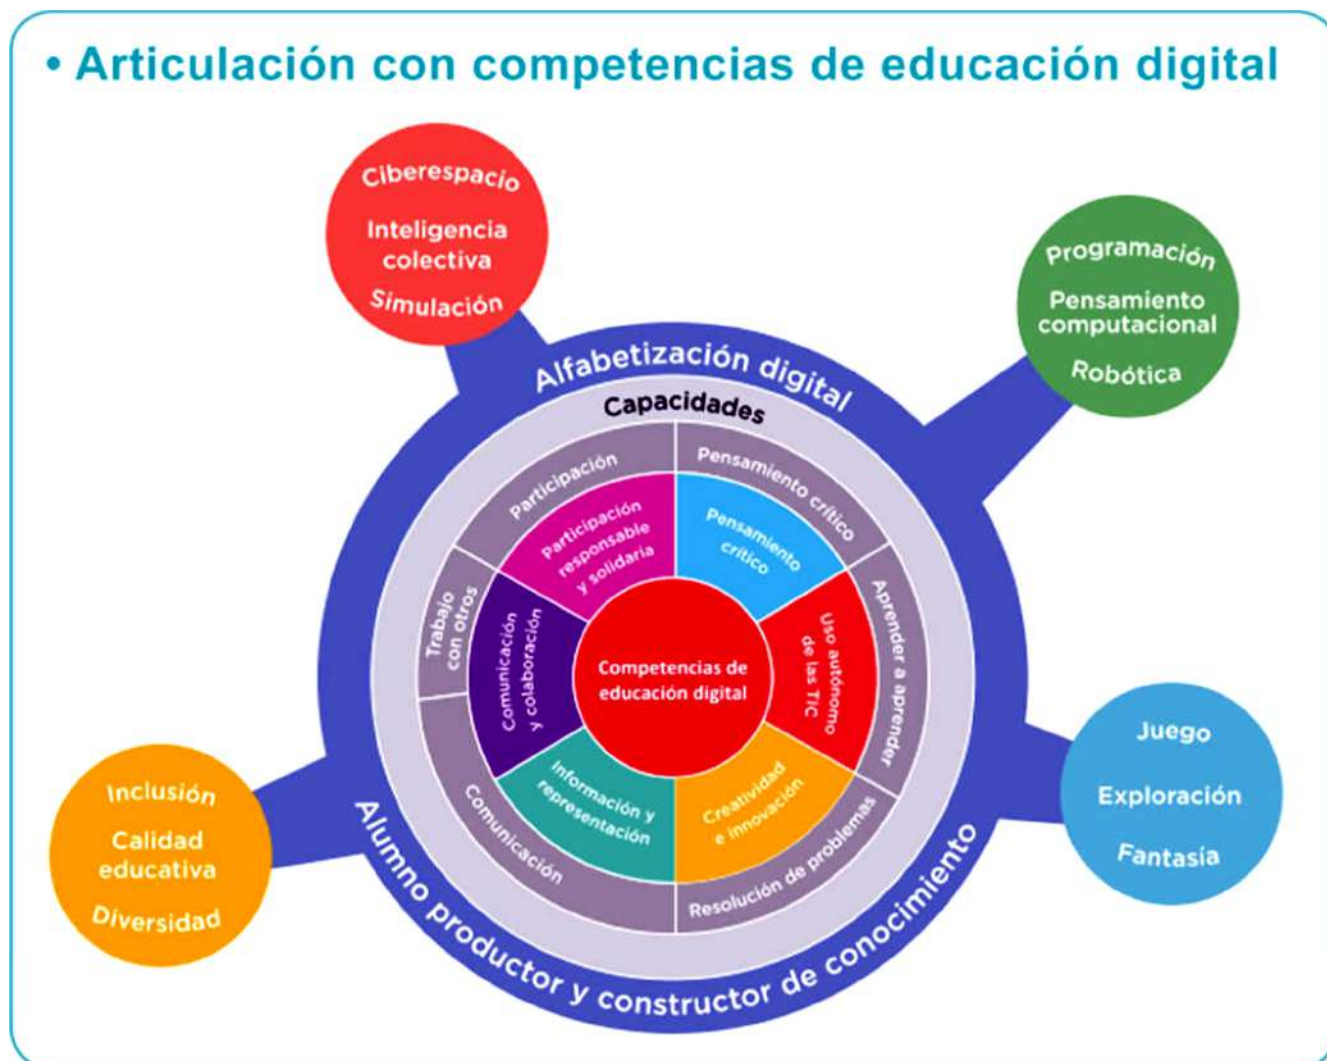 • Articulación con competencias de educación digital
Ciberespacio
Inteligencia
colectiva
Simulación
Programación
Pensamiento
computacional
Robótica
Alfabetización digital
Capacidades
Participación
Pensamiento crítico
Participación
responsable
y solidaria
Pensamiento
crítico
Trabajo
con otros
Comunicación
y colaboración
Competencias de
educación digital
Uso autónomo
de las TIC
Aprender a aprender
Información y
representación
Creatividad
e innovación
Comunicación
Resolución de problemas
Juego
Exploración
Fantasía
Inclusión
Calidad
educativa
Diversidad
Alumno productor y constructor de conocimiento